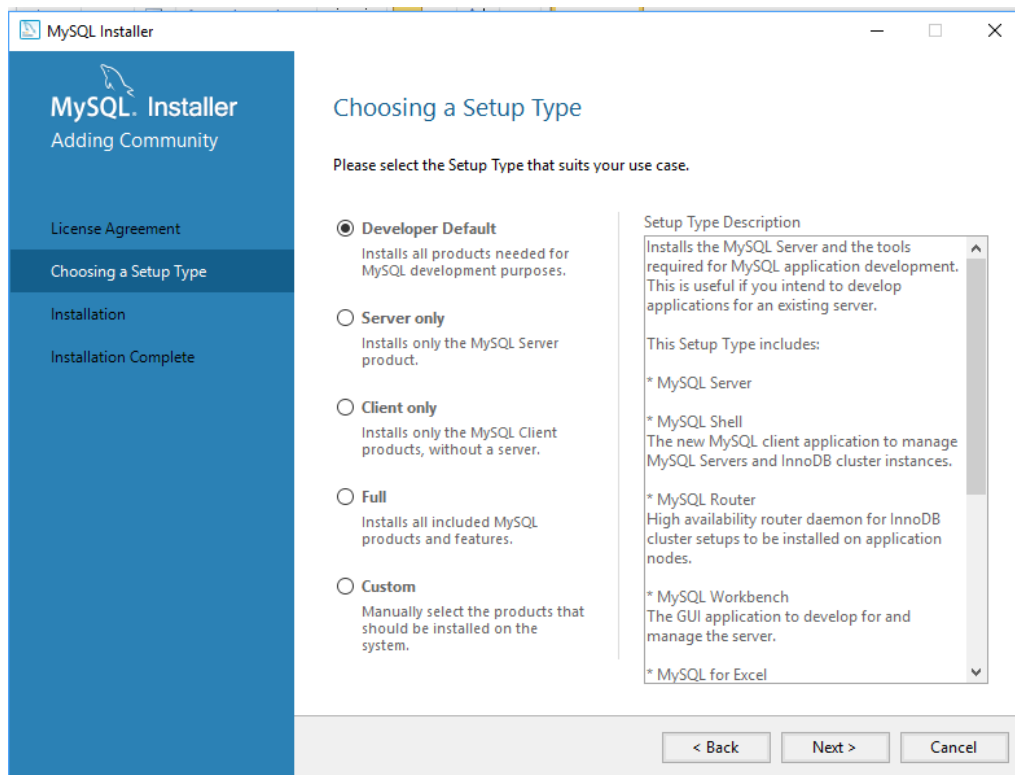 MySQL Installer
MySQL. Installer
Adding Community
License Agreement
Choosing a Setup Type
Installation
Installation Complete
Choosing a Setup Type
Please select the Setup Type that suits your use case.
Developer Default
Installs all products needed for
MySQL development purposes.
Server only
Installs only the MySQL Server
product.
Client only
Installs only the MySQL Client
products, without a server.
Full
Installs all included MySQL
products and features.
Custom
Manually select the products that
should be installed on the
system.
Setup Type Description
Installs the MySQL Server and the tools
required for MySQL application development.
This is useful if you intend to develop
applications for an existing server.
This Setup Type includes:
* MySQL Server
* MySQL Shell
The new MySQL client application to manage
MySQL Servers and InnoDB cluster instances.
* MySQL Router
High availability router daemon for InnoDB
cluster setups to be installed on application
nodes.
* MySQL Workbench
The GUI application to develop for and
manage the server.
* MySQL for Excel
< Back
Next >
Cancel